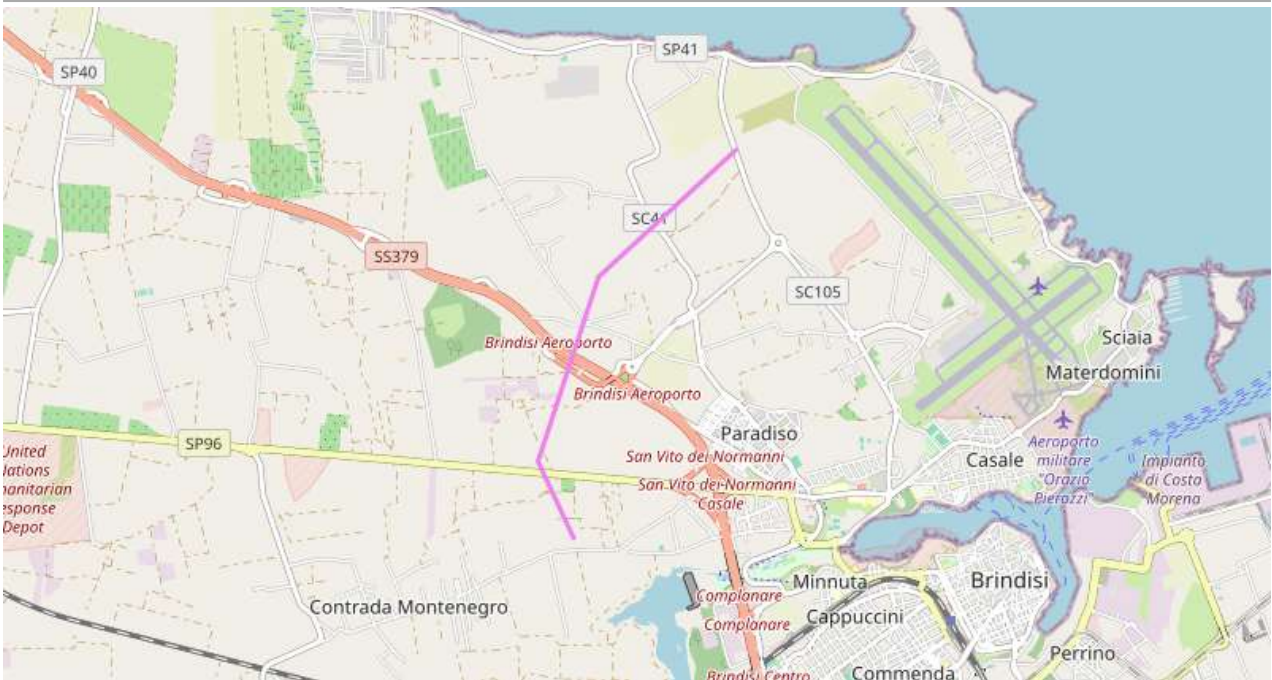 SP41
SP40
SC41
SS379
SC105
Brindisi Aeroporto
Sciaia
Materdomini
Brindisi Aeroporto
Paradiso
SP96
San Vito dei Normanni
Casale
Aeroporto
militare
"Orazio
Pierozzi"
Impianto
di Costa
Morena
United
Nations
manitarian
esponse
Depot
San Vito dei Normanni
Casale
Minnuta
Brindisi
Complanare
Contrada Montenegro
Cappuccini
Complanare
Perrino
Commenda
Brindisi Centro